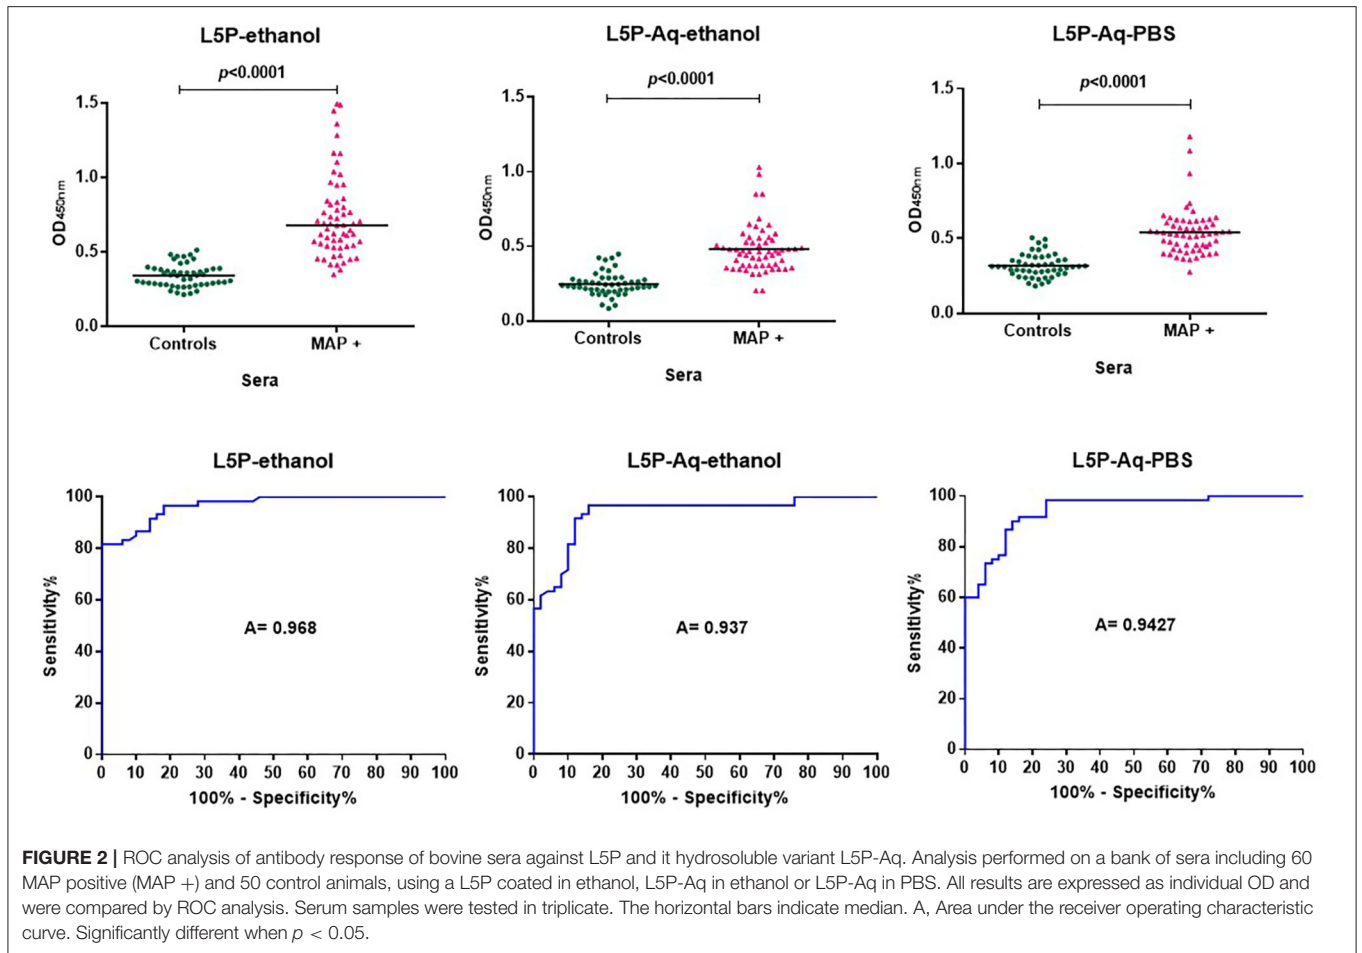 L5P-ethanol
L5P-Aq-ethanol
L5P-Aq-PBS
p<0.0001
p<0.0001
p<0.0001
OD450nm
1.5
1.0
0.5
0.0
Controls
MAP +
Sera
OD450nm
1.5
1.0
0.5
0.0
Controls
MAP +
Sera
OD450nm
1.5
1.0
0.5
0.0
Controls
MAP +
Sera
L5P-ethanol
Sensitivity%
100
80
60
40
20
0
A= 0.968
0 10 20 30 40 50 60 70 80 90 100
100% - Specificity%
L5P-Aq-ethanol
Sensitivity%
100
80
60
40
20
0
A= 0.937
0 10 20 30 40 50 60 70 80 90 100
100% - Specificity%
L5P-Aq-PBS
Sensitivity%
100
80
60
40
20
0
A= 0.9427
0 10 20 30 40 50 60 70 80 90 100
100% - Specificity%
FIGURE 2 | ROC analysis of antibody response of bovine sera against L5P and it hydrosoluble variant L5P-Aq. Analysis performed on a bank of sera including 60
MAP positive (MAP +) and 50 control animals, using a L5P coated in ethanol, L5P-Aq in ethanol or L5P-Aq in PBS. All results are expressed as individual OD and
were compared by ROC analysis. Serum samples were tested in triplicate. The horizontal bars indicate median. A, Area under the receiver operating characteristic
curve. Significantly different when p < 0.05.